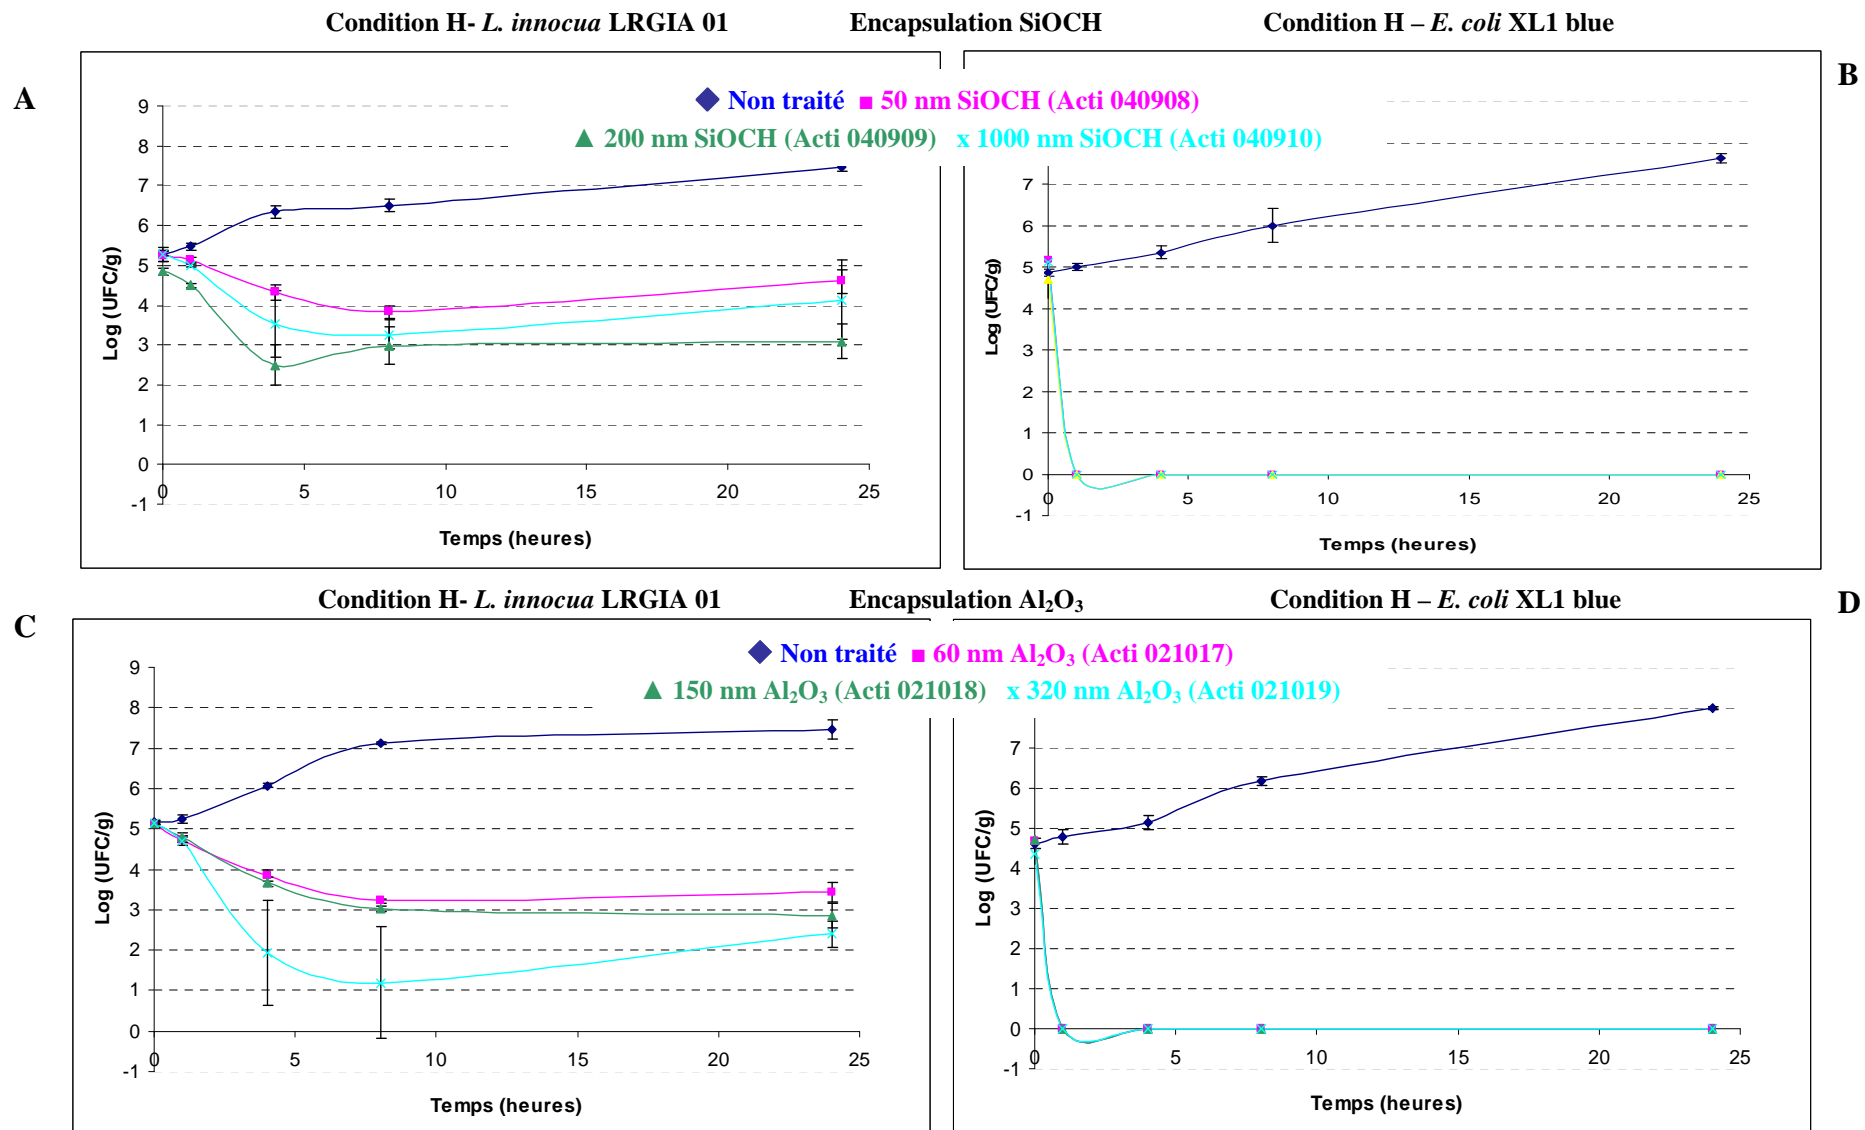 Condition H- L. innocua LRGIA 01 Encapsulation SiOCH Condition H – E. coli XL1 blue
A
B
◆ Non traité ■ 50 nm SiOCH (Acti 040908)
▲ 200 nm SiOCH (Acti 040909) x 1000 nm SiOCH (Acti 040910)
9
8
7
6
5
4
3
2
1
0
-1
Log (UFC/g)
0 5 10 15 20 25
Temps (heures)
7
6
5
4
3
2
1
0
-1
Log (UFC/g)
0 5 10 15 20 25
Temps (heures)
Condition H- L. innocua LRGIA 01 Encapsulation Al₂O₃ Condition H – E. coli XL1 blue
C
D
◆ Non traité ■ 60 nm Al₂O₃ (Acti 021017)
▲ 150 nm Al₂O₃ (Acti 021018) x 320 nm Al₂O₃ (Acti 021019)
9
8
7
6
5
4
3
2
1
0
-1
Log (UFC/g)
0 5 10 15 20 25
Temps (heures)
7
6
5
4
3
2
1
0
-1
Log (UFC/g)
0 5 10 15 20 25
Temps (heures)